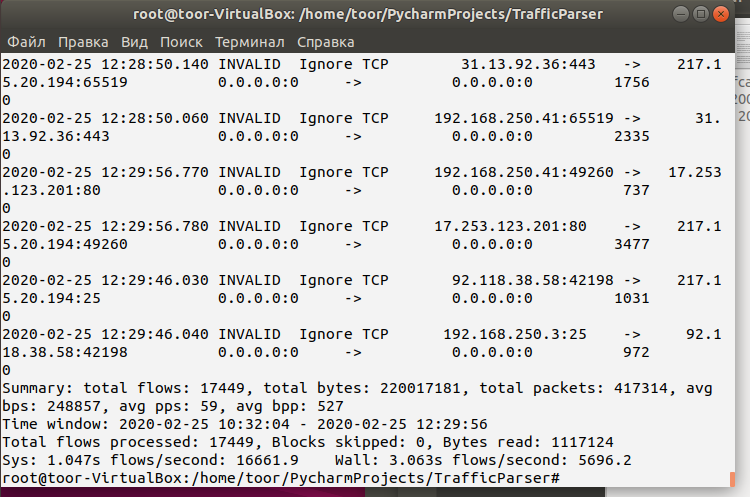 root@toor-VirtualBox: /home/toor/PycharmProjects/TrafficParser
Файл Правка Вид Поиск Терминал Справка
2020-02-25 12:28:50.140 INVALID  Ignore TCP        31.13.92.36:443   ->    217.1
5.20.194:65519          0.0.0.0:0     ->          0.0.0.0:0         1756
0
2020-02-25 12:28:50.060 INVALID  Ignore TCP     192.168.250.41:65519 ->      31.
13.92.36:443            0.0.0.0:0     ->          0.0.0.0:0         2335
0
2020-02-25 12:29:56.770 INVALID  Ignore TCP     192.168.250.41:49260 ->   17.253
.123.201:80             0.0.0.0:0     ->          0.0.0.0:0          737
0
2020-02-25 12:29:56.780 INVALID  Ignore TCP     17.253.123.201:80    ->    217.1
5.20.194:49260          0.0.0.0:0     ->          0.0.0.0:0         3477
0
2020-02-25 12:29:46.030 INVALID  Ignore TCP       92.118.38.58:42198 ->    217.1
5.20.194:25             0.0.0.0:0     ->          0.0.0.0:0         1031
0
2020-02-25 12:29:46.040 INVALID  Ignore TCP      192.168.250.3:25    ->     92.1
18.38.58:42198          0.0.0.0:0     ->          0.0.0.0:0          972
0
Summary: total flows: 17449, total bytes: 220017181, total packets: 417314, avg
bps: 248857, avg pps: 59, avg bpp: 527
Time window: 2020-02-25 10:32:04 - 2020-02-25 12:29:56
Total flows processed: 17449, Blocks skipped: 0, Bytes read: 1117124
Sys: 1.047s flows/second: 16661.9    Wall: 3.063s flows/second: 5696.2
root@toor-VirtualBox:/home/toor/PycharmProjects/TrafficParser#